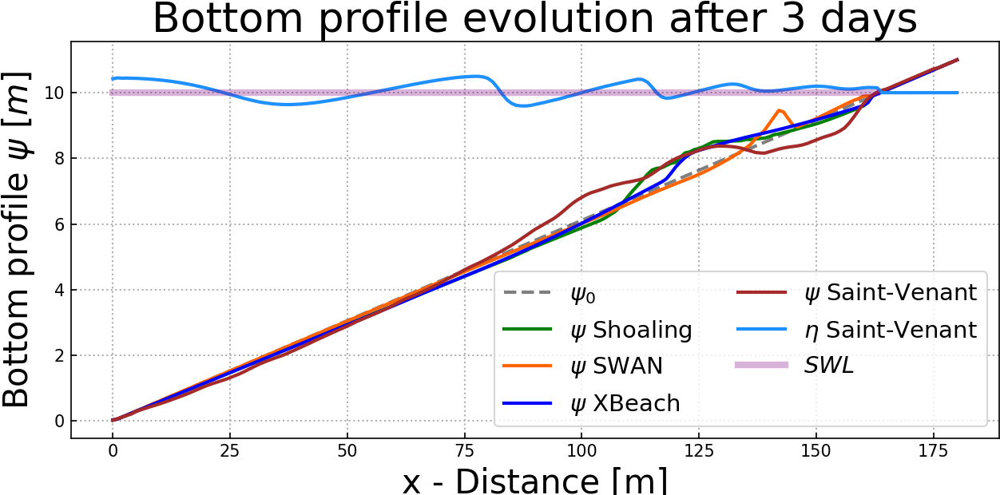 Bottom profile evolution after 3 days
Bottom profile ψ [m]
10
8
6
4
2
0
0 25 50 75 100 125 150 175
x - Distance [m]
ψ₀
ψ Shoaling
ψ SWAN
ψ XBeach
ψ Saint-Venant
η Saint-Venant
SWL